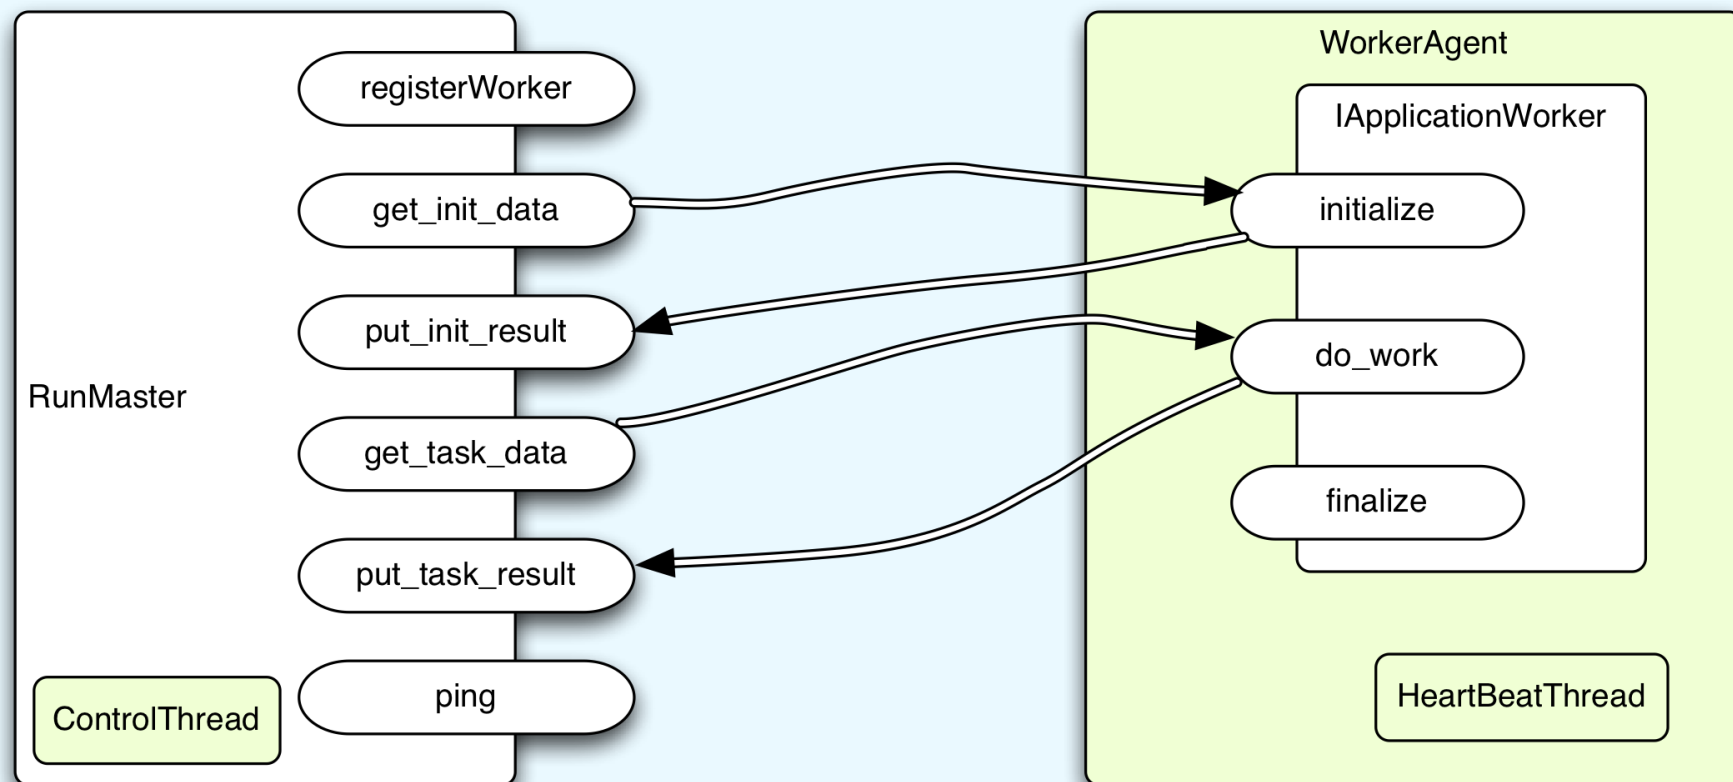 RunMaster
registerWorker
get_init_data
put_init_result
get_task_data
put_task_result
ping
ControlThread
WorkerAgent
IApplicationWorker
initialize
do_work
finalize
HeartBeatThread